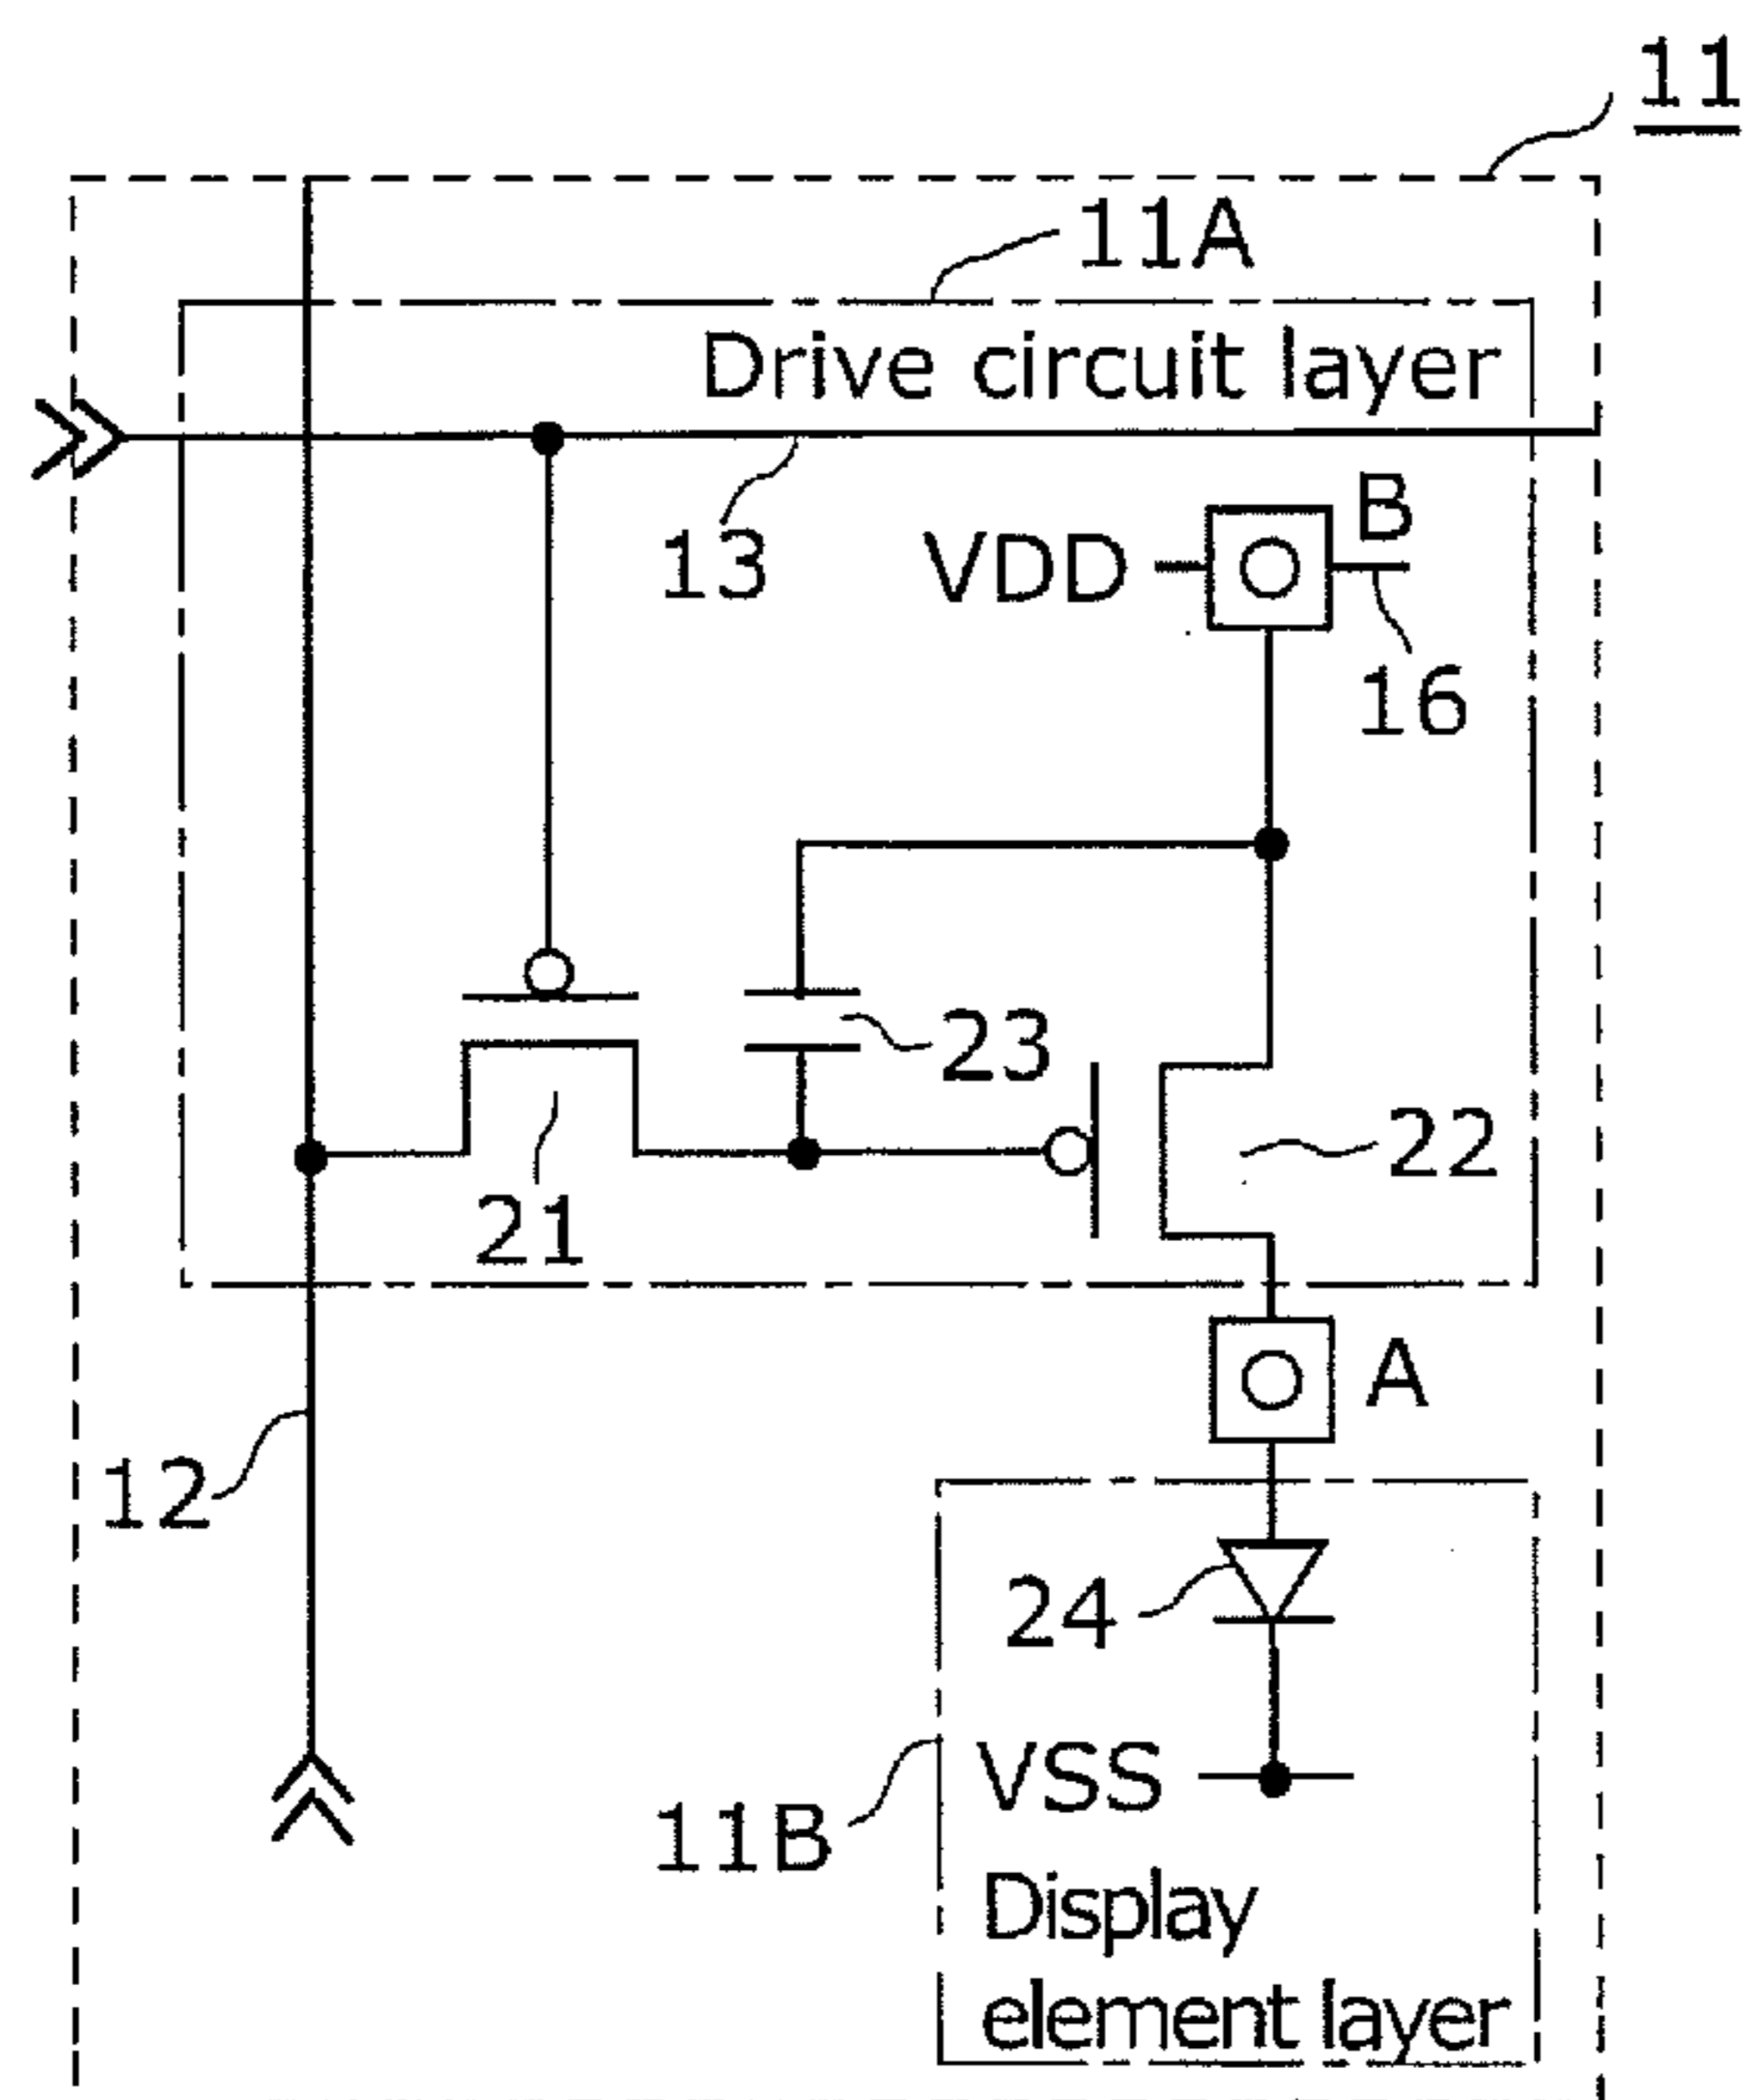 11
11A
Drive circuit layer
B
13
VDD
16
23
22
21
A
12
24
VSS
11B
Display
element layer